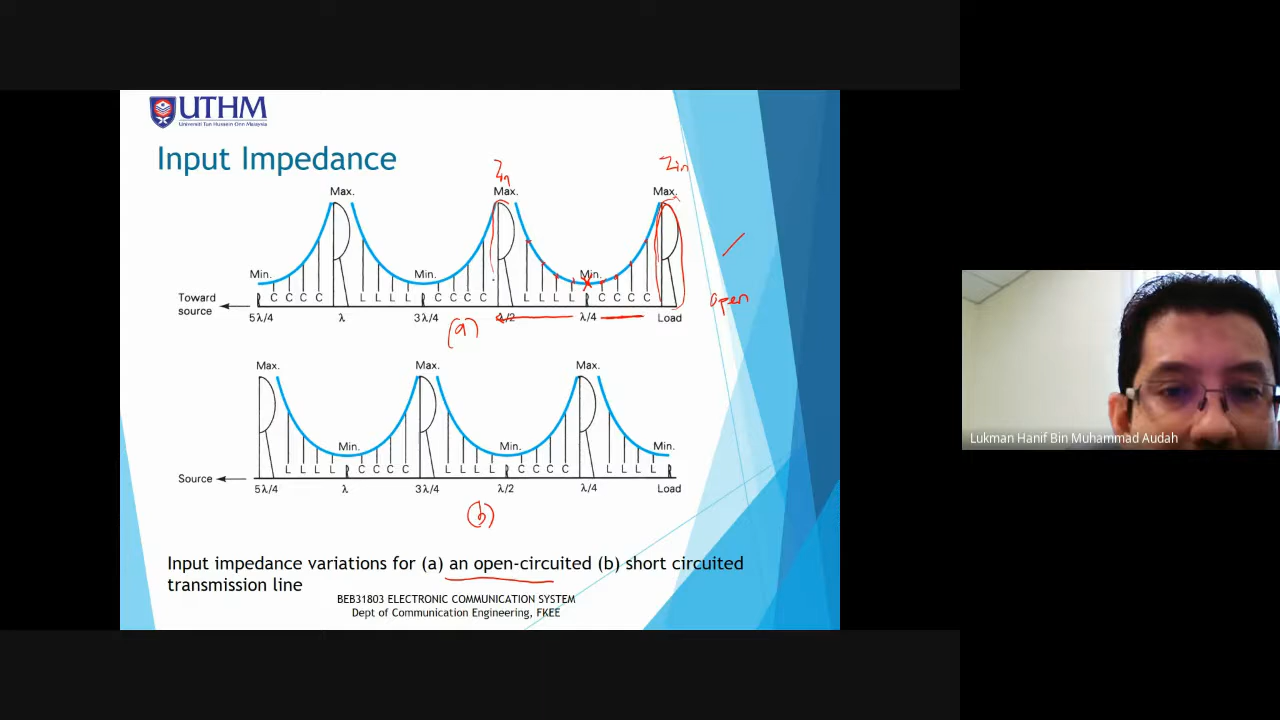 UTHM
Universiti Tun Hussein Onn Malaysia
Input Impedance
Zin Zin
Max. Max. Max.
Min. Min. Min.
Toward
source
C C C C L L L L C C C C L L L L C C C C
5λ/4 λ 3λ/4 λ/2 λ/4 Load
open
(a)
Max. Max. Max.
Min. Min. Min.
L L L L C C C C L L L L C C C C L L L L
Source
5λ/4 λ 3λ/4 λ/2 λ/4 Load
(b)
Input impedance variations for (a) an open-circuited (b) short circuited
transmission line
BEB31803 ELECTRONIC COMMUNICATION SYSTEM
Dept of Communication Engineering, FKEE
Lukman Hanif Bin Muhammad Audah